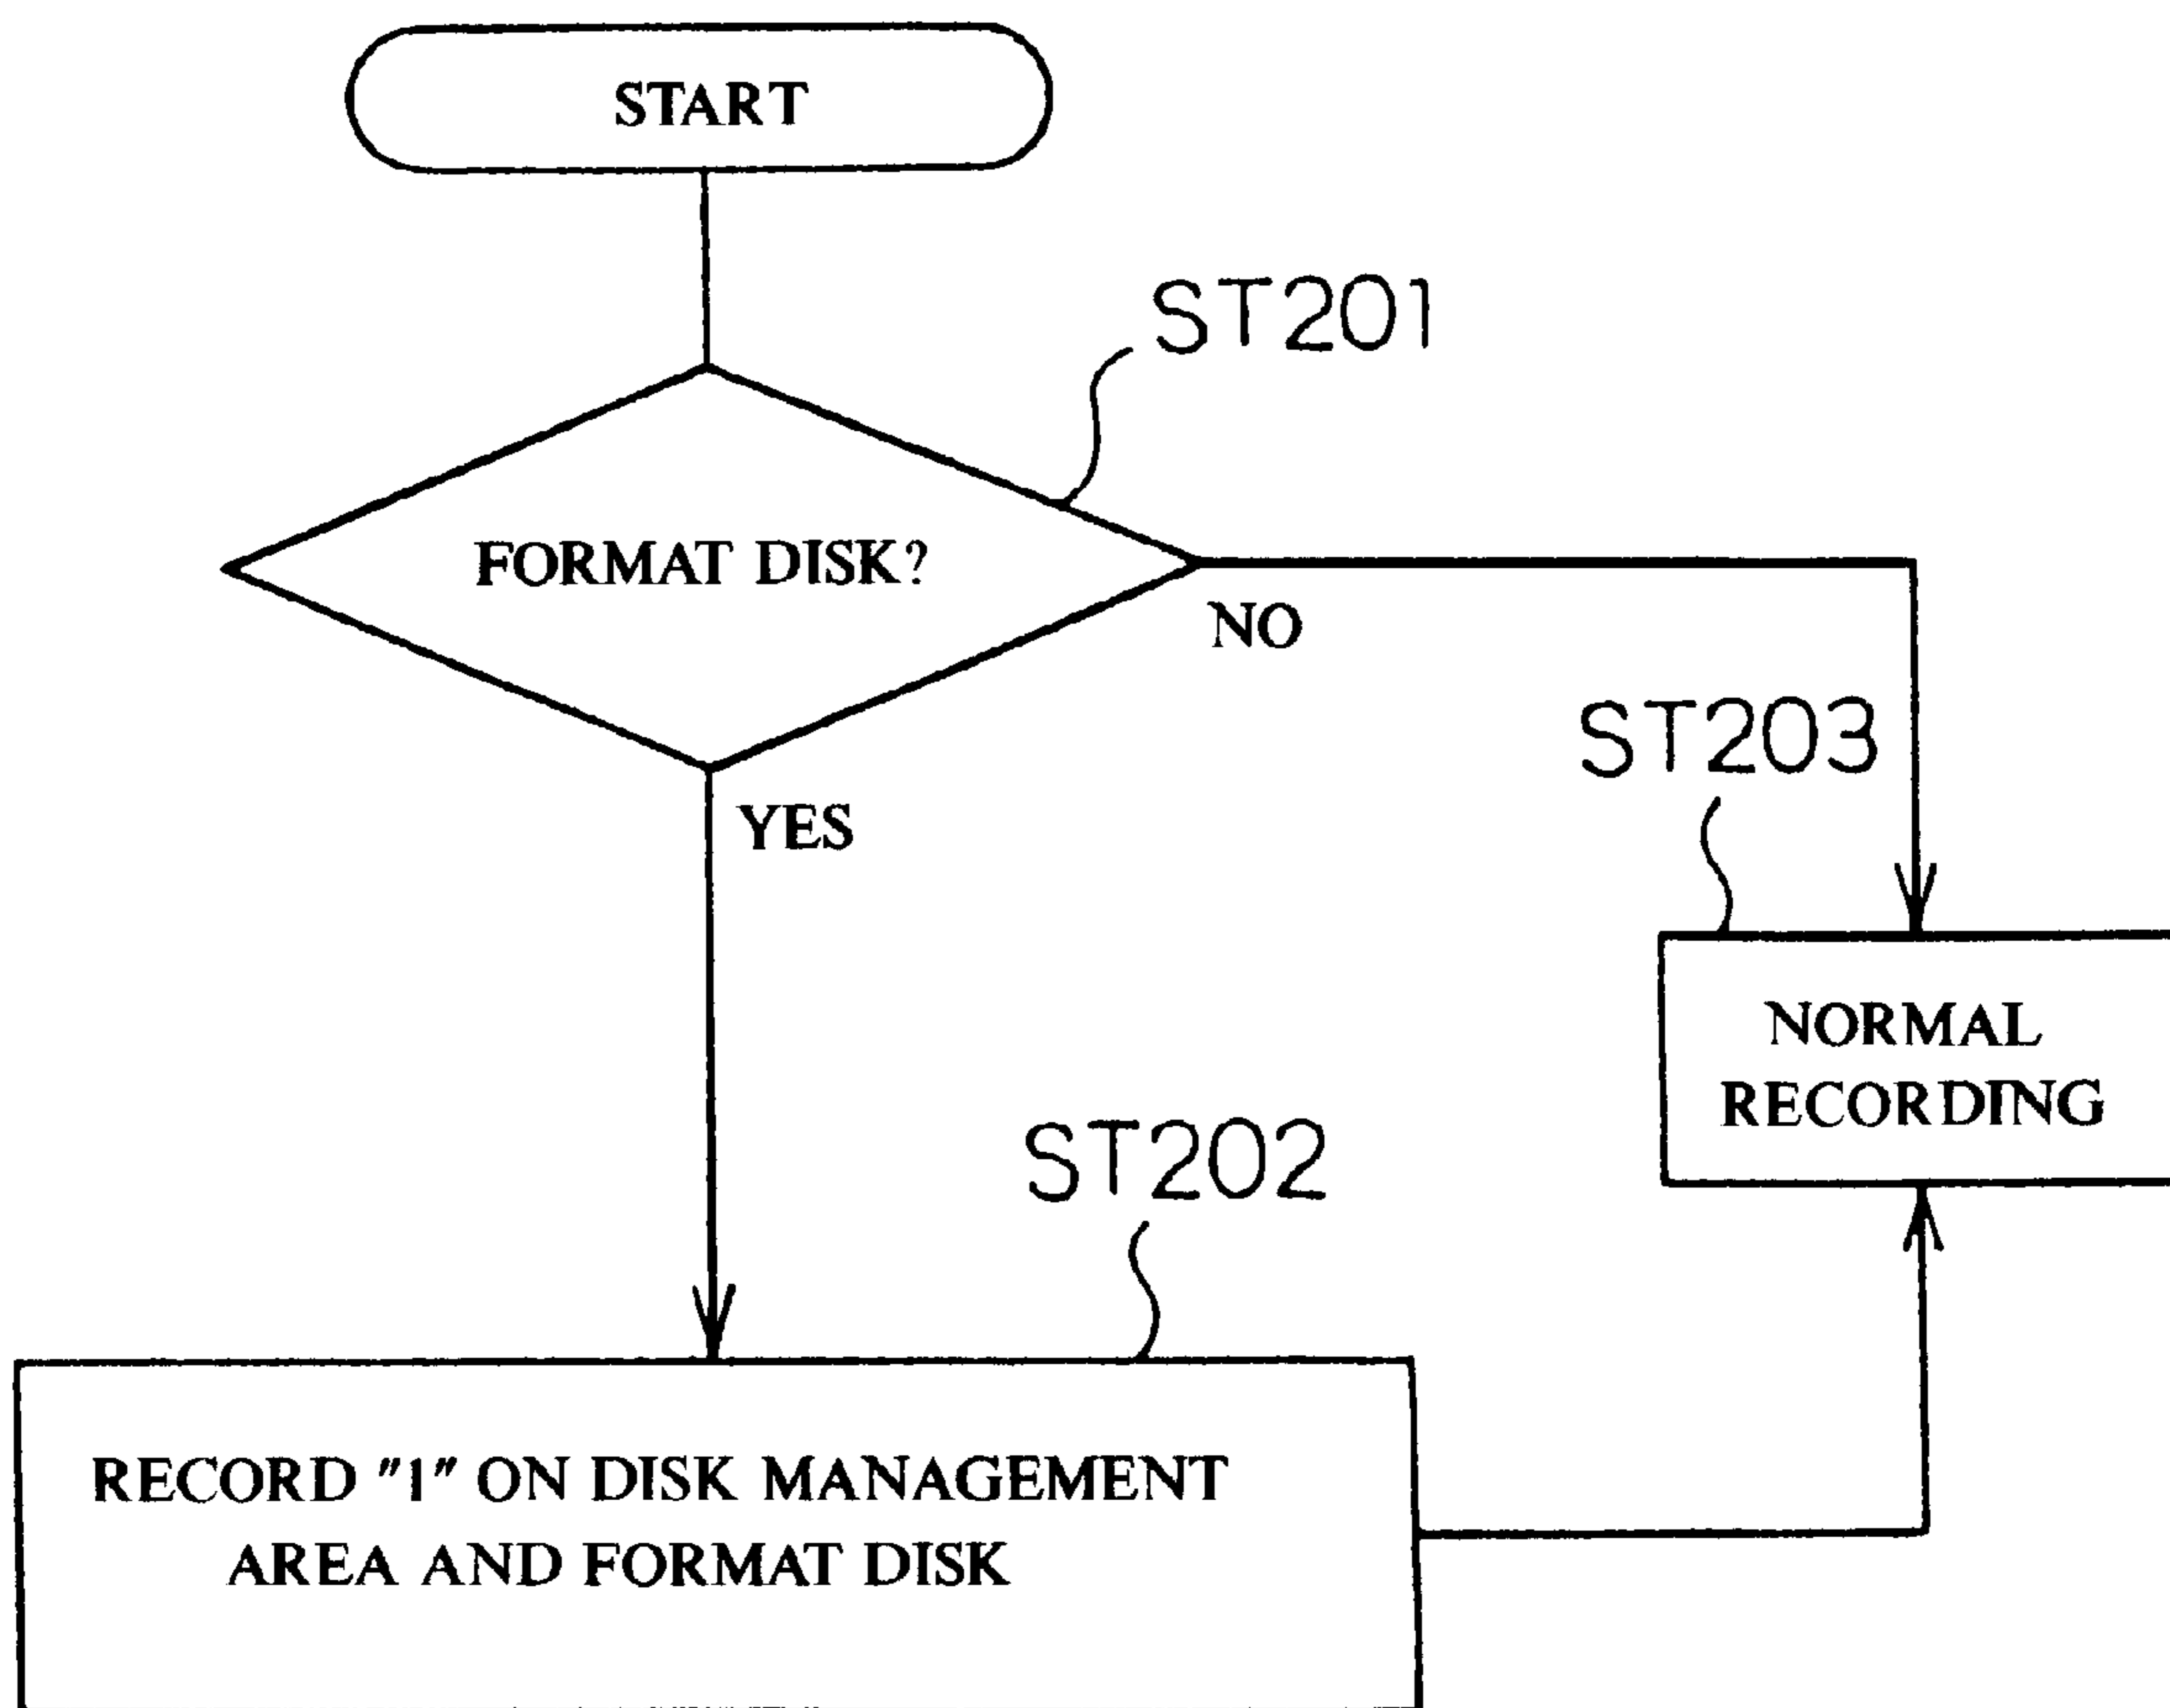 START
ST201
FORMAT DISK?
NO
ST203
YES
NORMAL
RECORDING
ST202
RECORD "1" ON DISK MANAGEMENT
AREA AND FORMAT DISK